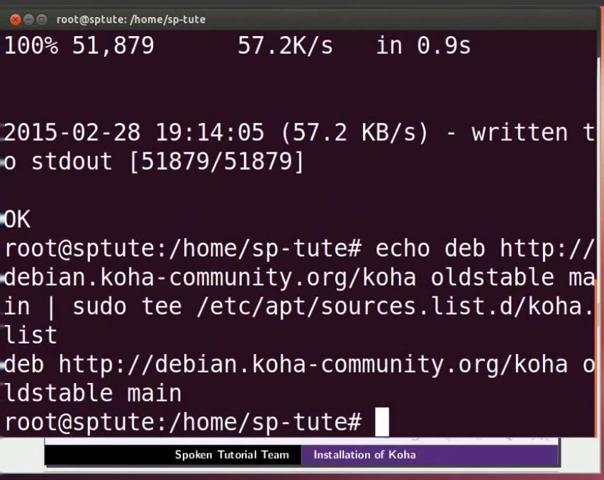 root@sptute: /home/sp-tute
100% 51,879 57.2K/s in 0.9s
2015-02-28 19:14:05 (57.2 KB/s) - written t
o stdout [51879/51879]
OK
root@sptute:/home/sp-tute# echo deb http://
debian.koha-community.org/koha oldstable ma
in | sudo tee /etc/apt/sources.list.d/koha.
list
deb http://debian.koha-community.org/koha o
ldstable main
root@sptute:/home/sp-tute#
Spoken Tutorial Team Installation of Koha